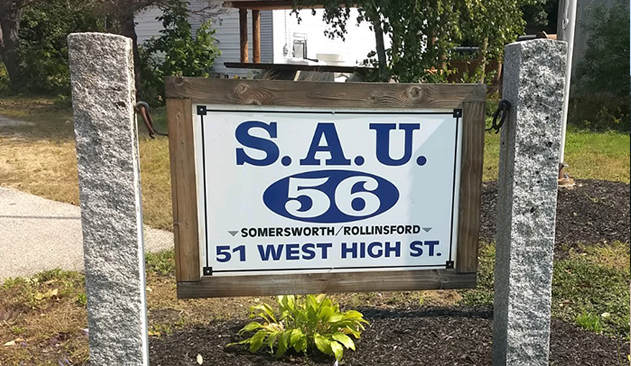 S.A.U.
56
SOMERSWORTH/ROLLINSFORD
51 WEST HIGH ST.